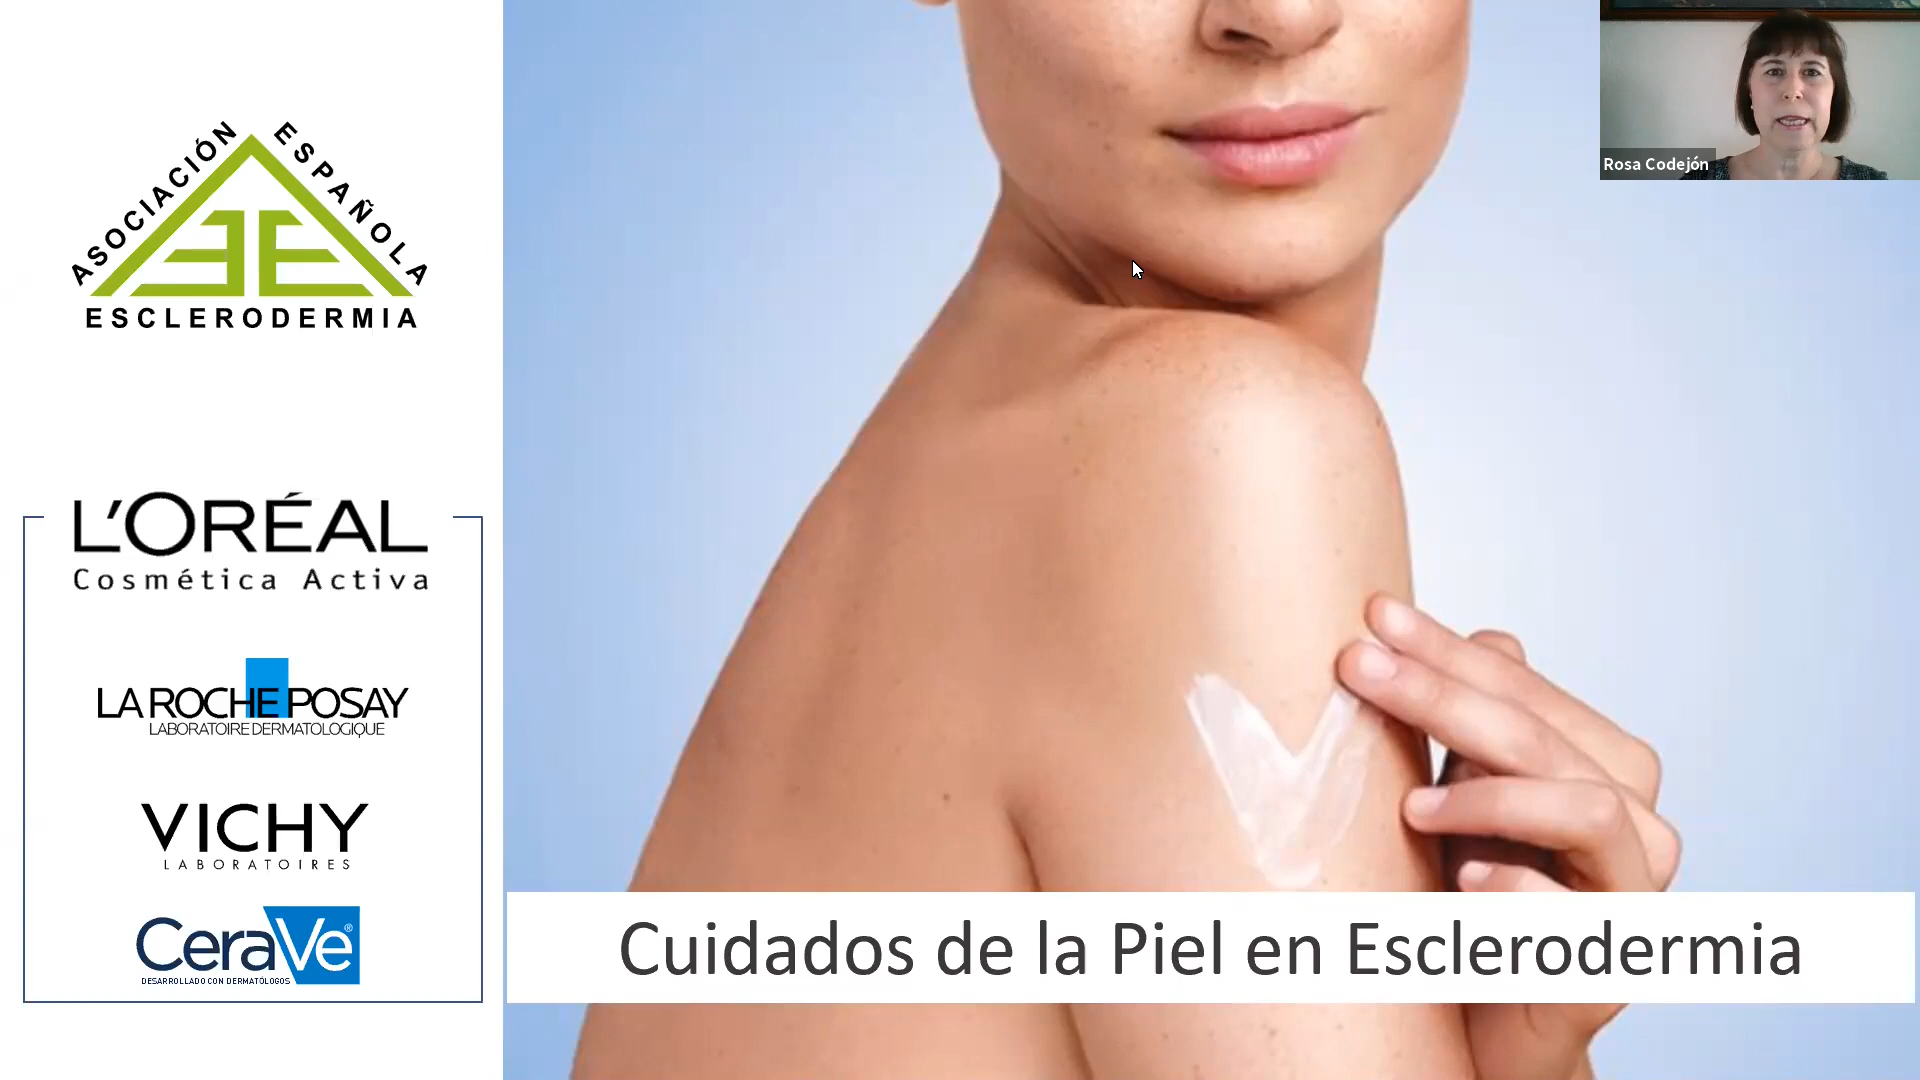 ASOCIACIÓN ESPAÑOLA
ESCLERODERMIA
L'ORÉAL
Cosmética Activa
LA ROCHE POSAY
LABORATOIRE DERMATOLOGIQUE
VICHY
LABORATOIRES
CeraVe®
DESARROLLADO CON DERMATÓLOGOS
Rosa Codejón
Cuidados de la Piel en Esclerodermia